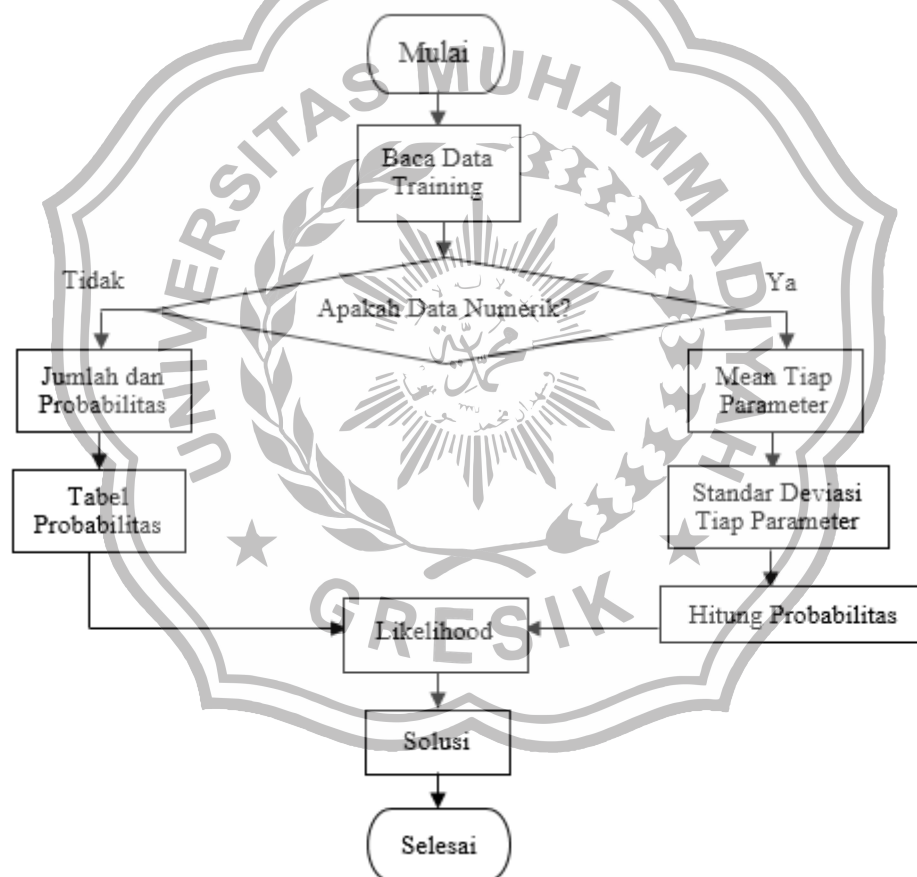 Mulai
Baca Data
Training
Apakah Data Numerik?
Tidak
Ya
Jumlah dan
Probabilitas
Mean Tiap
Parameter
Tabel
Probabilitas
Standar Deviasi
Tiap Parameter
Hitung Probabilitas
Likelihood
Solusi
Selesai
UNIVERSITAS MUHAMMADIYAH
GRESIK
محمد